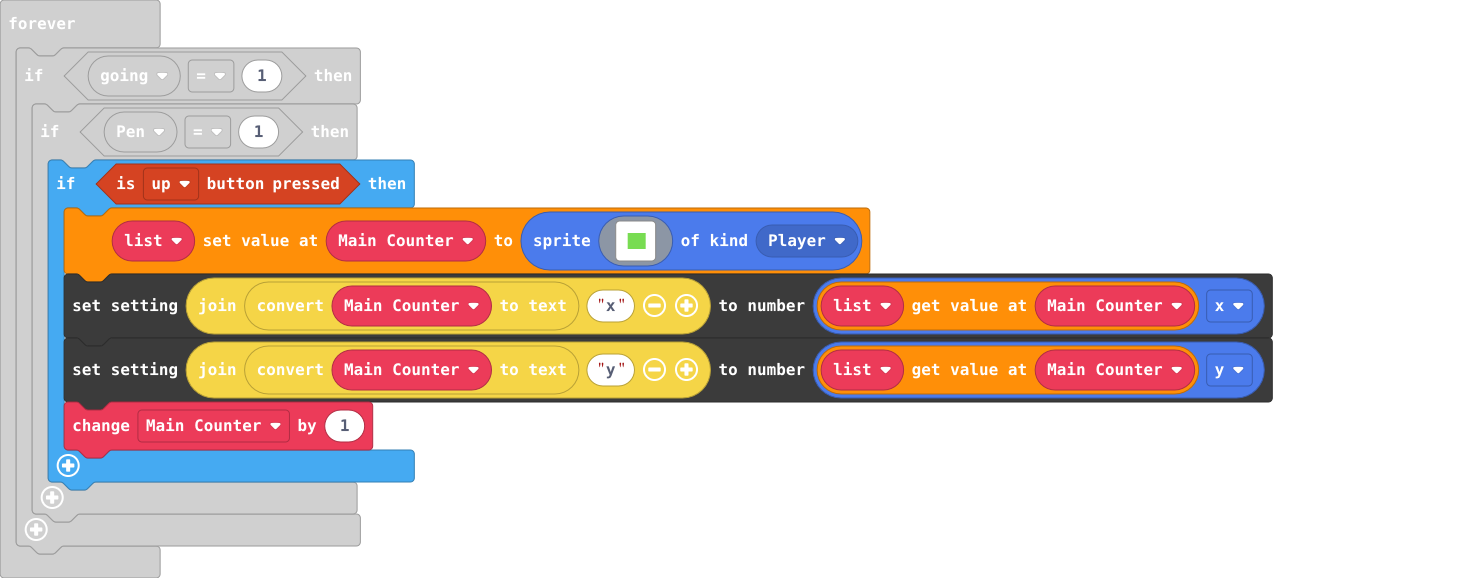 forever
if going = 1 then
if Pen = 1 then
if is up button pressed then
list set value at Main Counter to sprite of kind Player
set setting join convert Main Counter to text "x" to number list get value at Main Counter x
set setting join convert Main Counter to text "y" to number list get value at Main Counter y
change Main Counter by 1